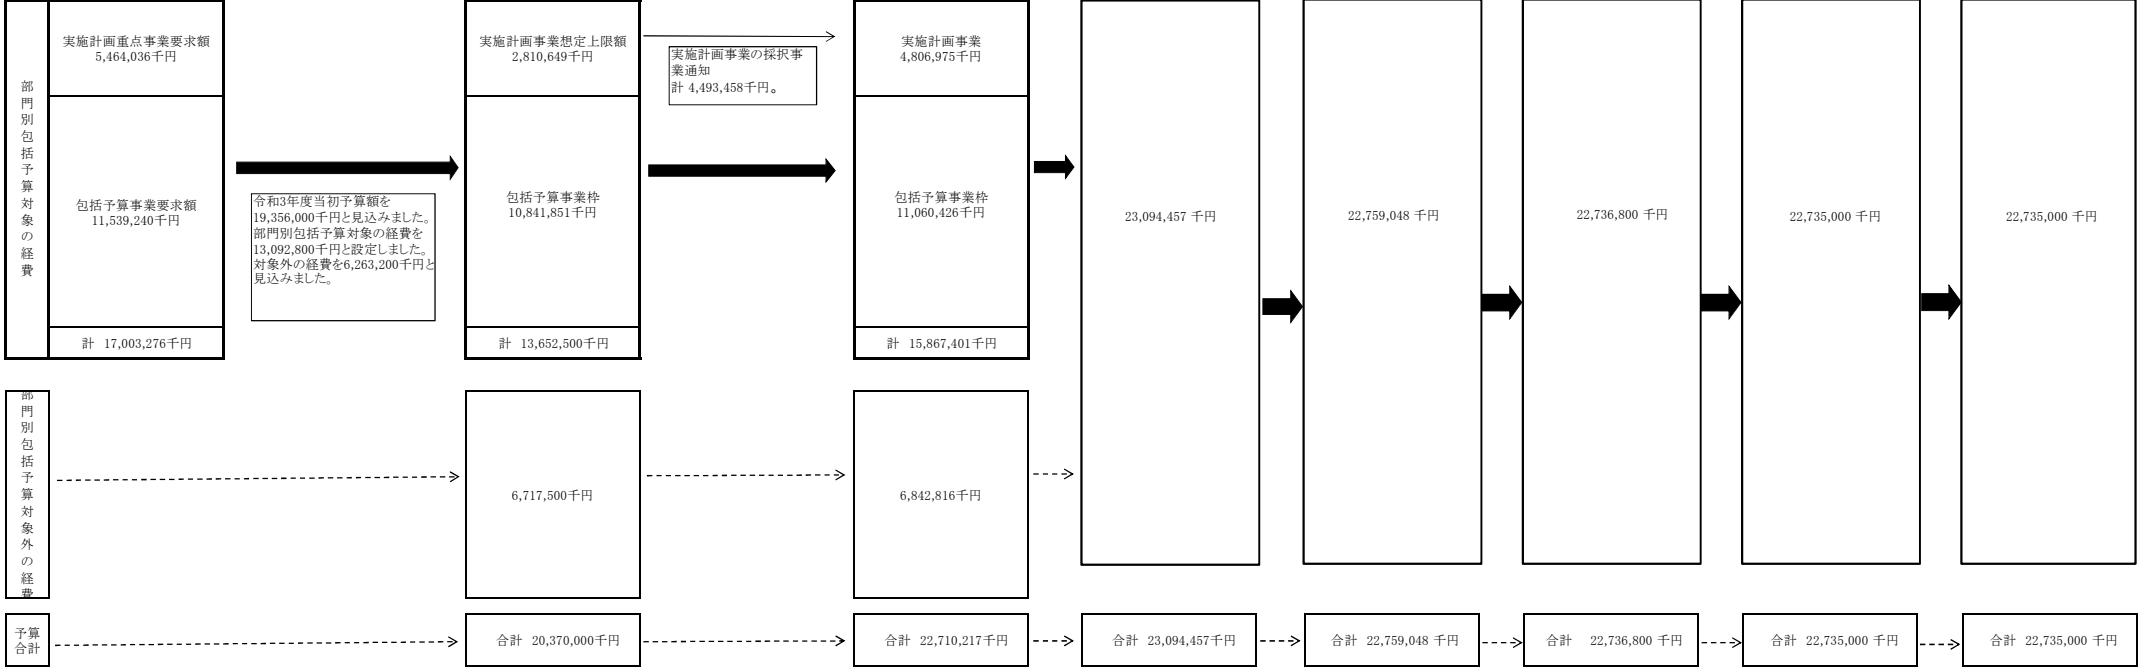 部門別包括予算対象の経費
実施計画重点事業要求額
5,464,036千円
包括予算事業要求額
11,539,240千円
計 17,003,276千円
令和3年度当初予算額を
19,356,000千円と見込みました。
部門別包括予算対象の経費を
13,092,800千円と設定しました。
対象外の経費を6,263,200千円と
見込みました。
実施計画事業想定上限額
2,810,649千円
包括予算事業枠
10,841,851千円
計 13,652,500千円
実施計画事業の採択事
業通知
計 4,493,458千円。
実施計画事業
4,806,975千円
包括予算事業枠
11,060,426千円
計 15,867,401千円
23,094,457 千円
22,759,048 千円
22,736,800 千円
22,735,000 千円
22,735,000 千円
部門別包括予算対象外の経費
6,717,500千円
6,842,816千円
予算
合計
合計 20,370,000千円
合計 22,710,217千円
合計 23,094,457千円
合計 22,759,048 千円
合計 22,736,800 千円
合計 22,735,000 千円
合計 22,735,000 千円